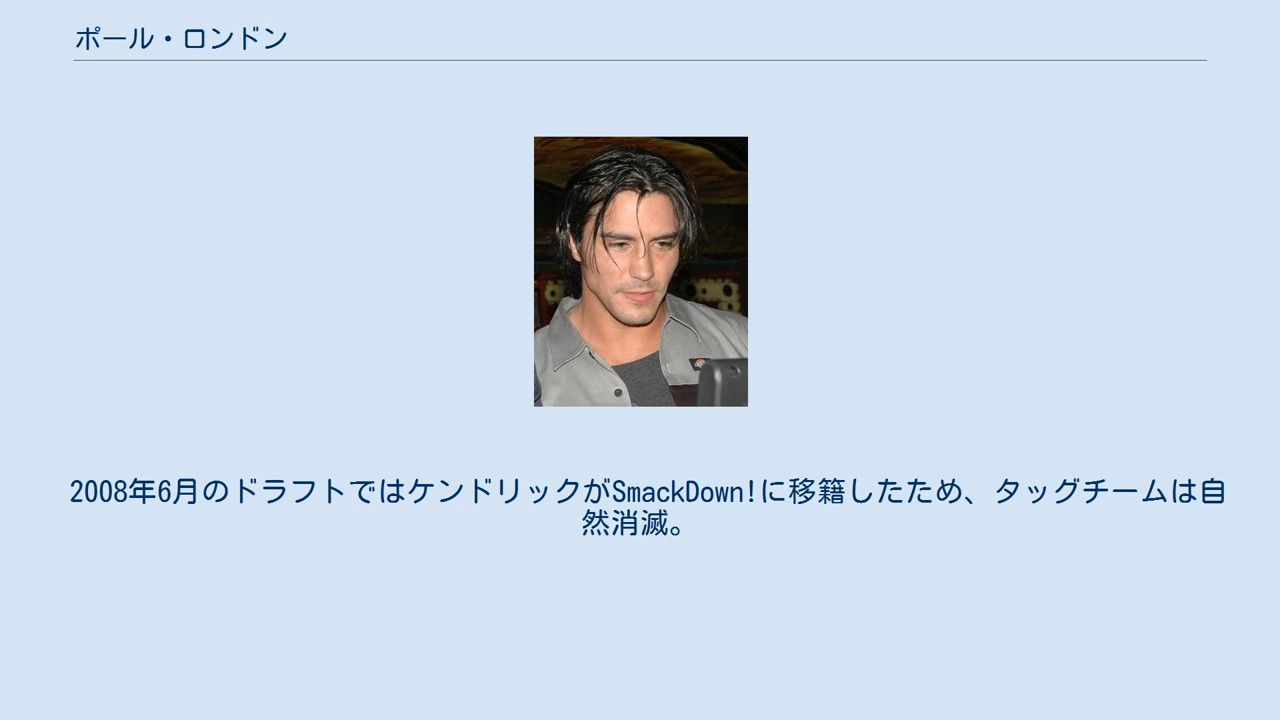 ポール・ロンドン
2008年6月のドラフトではケンドリックがSmackDown!に移籍したため、タッグチームは自
然消滅。